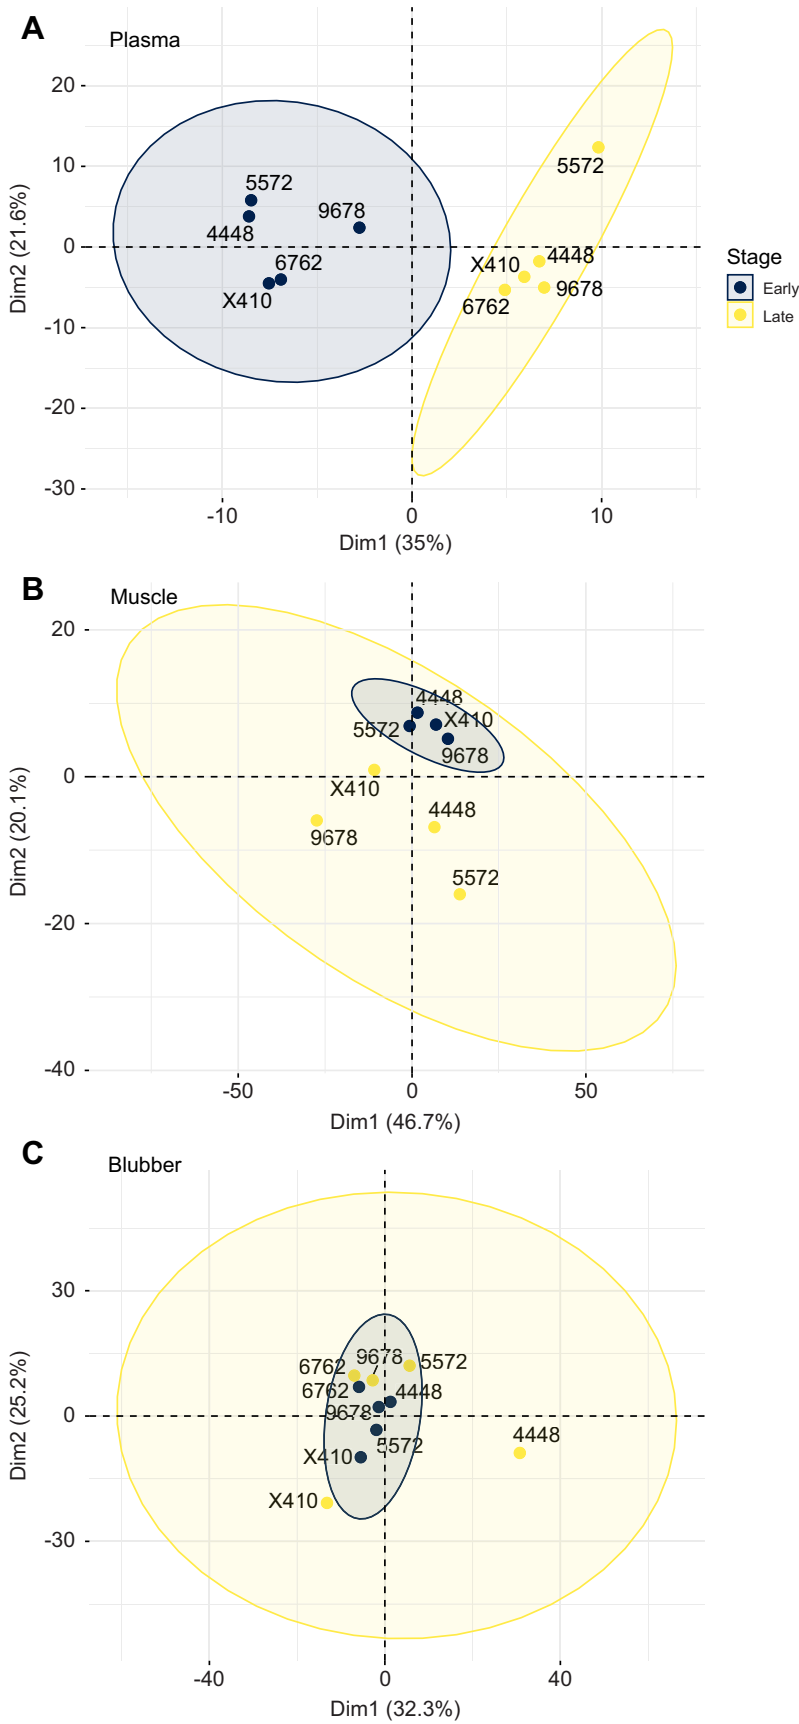 A
Plasma
20
10
0
-10
-20
-30
Dim2 (21.6%)
5572
4448
9678
6762
X410
5572
4448
X410
9678
6762
-10
0
10
Dim1 (35%)
Stage
Early
Late
B
Muscle
20
0
-20
-40
Dim2 (20.1%)
4448
X410
5572
9678
X410
4448
9678
5572
-50
0
50
Dim1 (46.7%)
C
Blubber
30
0
-30
Dim2 (25.2%)
9678
5572
6762
6762
4448
9678
5572
X410
4448
X410
-40
0
40
Dim1 (32.3%)